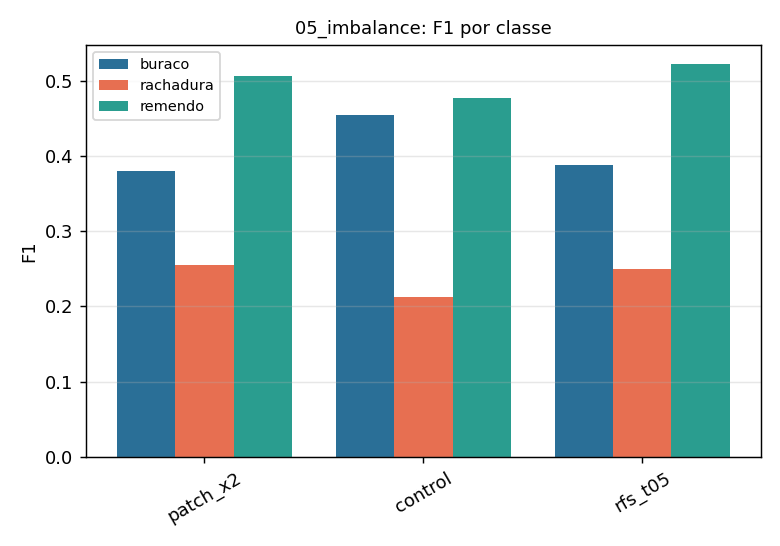 05_imbalance: F1 por classe
buraco
rachadura
remendo
F1
0.5
0.4
0.3
0.2
0.1
0.0
patch_x2
control
rfs_t05